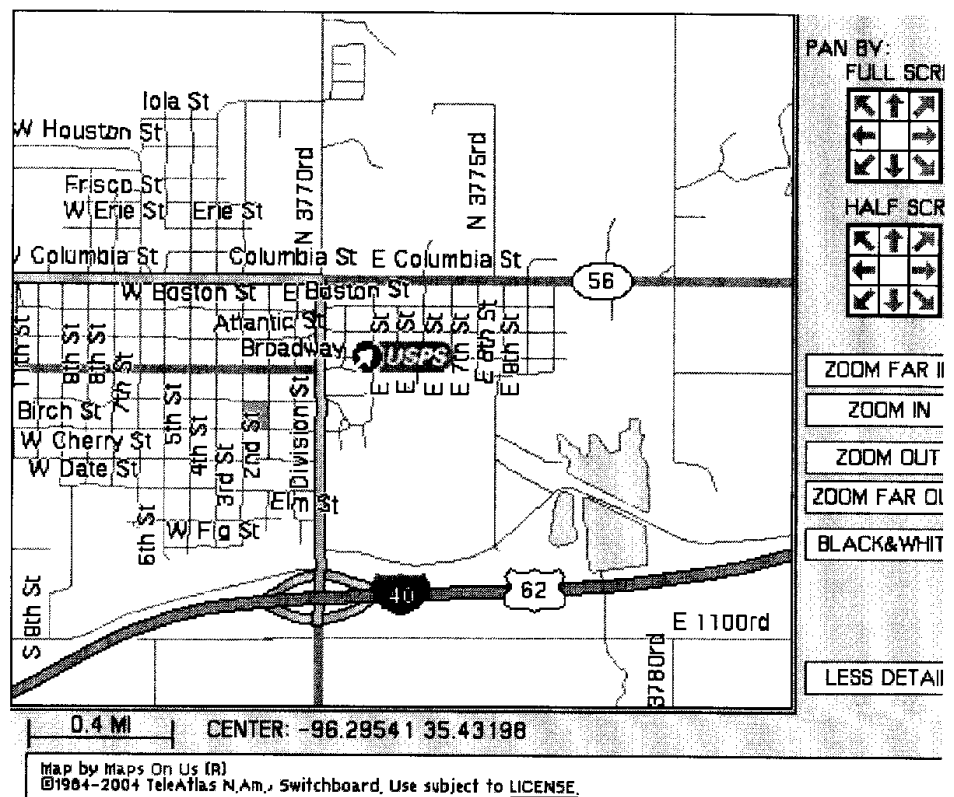 PAN BY:
FULL SCR
Iola St
W Houston St
N 3770rd
N 3775rd
Frisco St
W Erie St
Erie St
HALF SCR
Columbia St
Columbia St
E Columbia St
56
W Boston St
E Boston St
Atlantic St
Broadway
USPS
8th St
8th St
7th St
5th St
4th St
3rd St
2nd St
Division St
E
E
E
E 7th St
E 8th St
E 8th St
ZOOM FAR I
Birch St
ZOOM IN
W Cherry St
W Date St
ZOOM OUT
Elm St
ZOOM FAR OU
6th St
W Fig St
BLACK&WHIT
S 8th St
40
62
E 1100rd
3780rd
LESS DETAI
0.4 MI
CENTER: -96.29541 35.43198
Map by Maps On Us (R)
©1984-2004 TeleAtlas N.Am., Switchboard. Use subject to LICENSE.